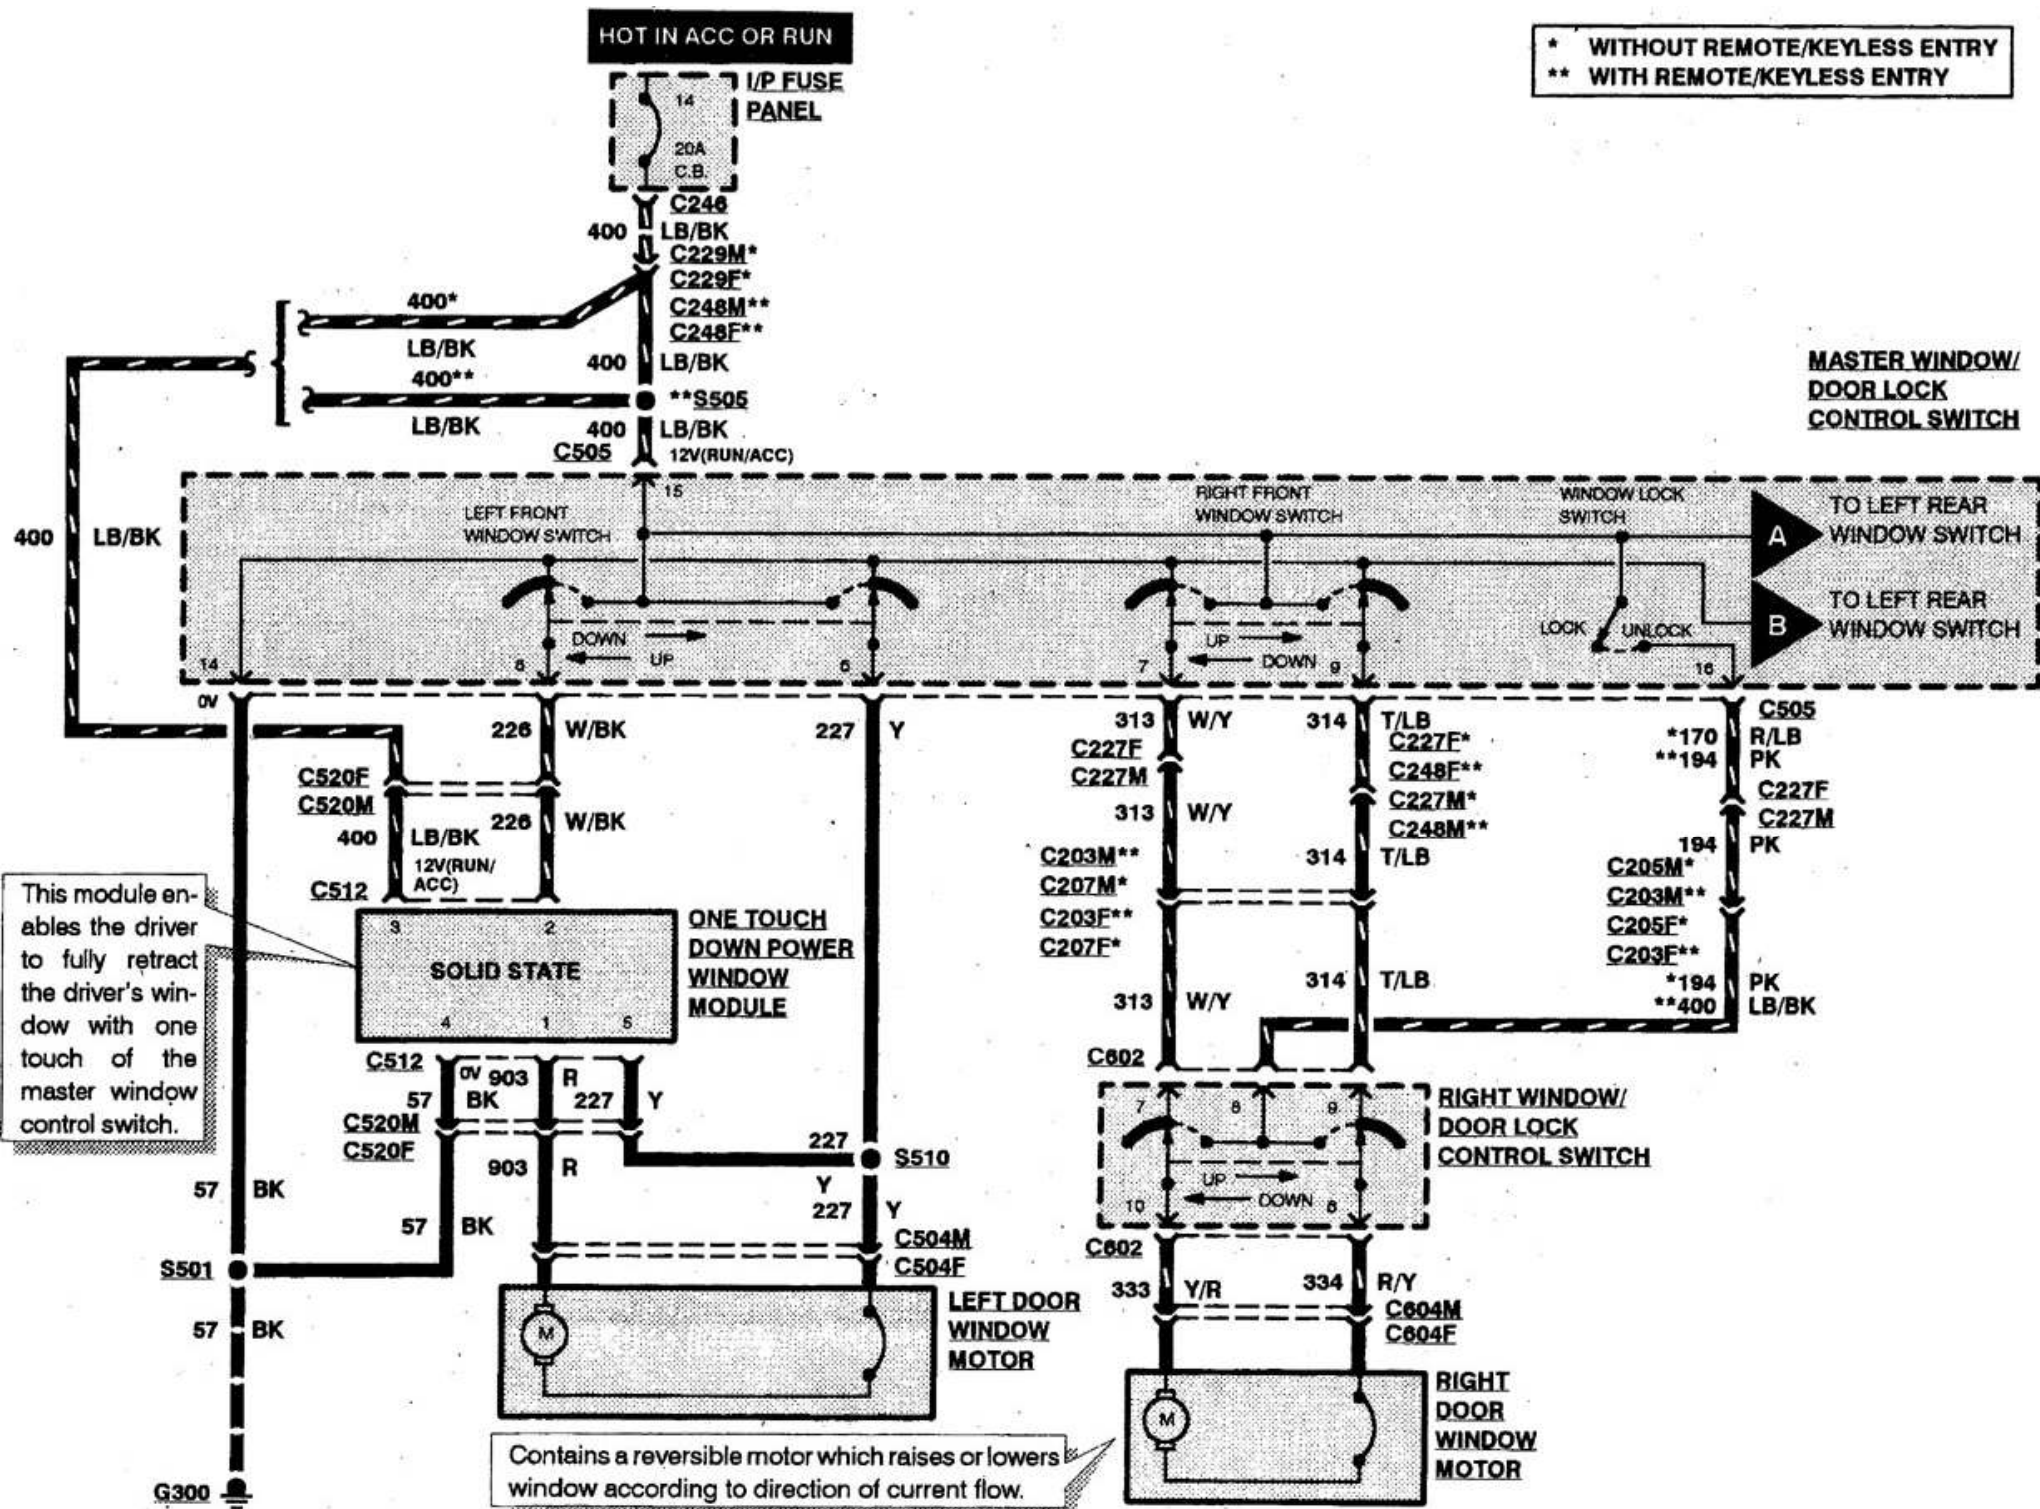 HOT IN ACC OR RUN
* WITHOUT REMOTE/KEYLESS ENTRY
** WITH REMOTE/KEYLESS ENTRY
I/P FUSE
PANEL
14
20A
C.B.
C246
400 LB/BK
C229M*
C229F*
C248M**
C248F**
400*
LB/BK
400 LB/BK
400**
LB/BK
**S505
400 LB/BK
C505 12V(RUN/ACC)
MASTER WINDOW/
DOOR LOCK
CONTROL SWITCH
400 LB/BK
15
LEFT FRONT
WINDOW SWITCH
RIGHT FRONT
WINDOW SWITCH
WINDOW LOCK
SWITCH
A TO LEFT REAR
WINDOW SWITCH
B TO LEFT REAR
WINDOW SWITCH
DOWN
UP
UP
DOWN
LOCK UNLOCK
14 8 6 7 9 16
0V
C505
226 W/BK
227 Y
313 W/Y
314 T/LB
*170 R/LB
**194 PK
C227F
C227M
C227F*
C248F**
C227M*
C248M**
C227F
C227M
C520F
C520M
400 LB/BK
226 W/BK
12V(RUN/
ACC)
C512
313 W/Y
314 T/LB
194 PK
C203M**
C207M*
C203F**
C207F*
C205M*
C203M**
C205F*
C203F**
This module en-
ables the driver
to fully retract
the driver's win-
dow with one
touch of the
master window
control switch.
3 2
SOLID STATE
4 1 5
ONE TOUCH
DOWN POWER
WINDOW
MODULE
313 W/Y
314 T/LB
*194 PK
**400 LB/BK
C512
0V
57 BK
903 R
227 Y
C520M
C520F
C602
7 8 9
UP
DOWN
10 6
RIGHT WINDOW/
DOOR LOCK
CONTROL SWITCH
227
Y
S510
903 R
57 BK
57 BK
227 Y
C504M
C504F
S501
57 BK
M
LEFT DOOR
WINDOW
MOTOR
C602
333 Y/R
334 R/Y
C604M
C604F
M
RIGHT
DOOR
WINDOW
MOTOR
Contains a reversible motor which raises or lowers
window according to direction of current flow.
G300